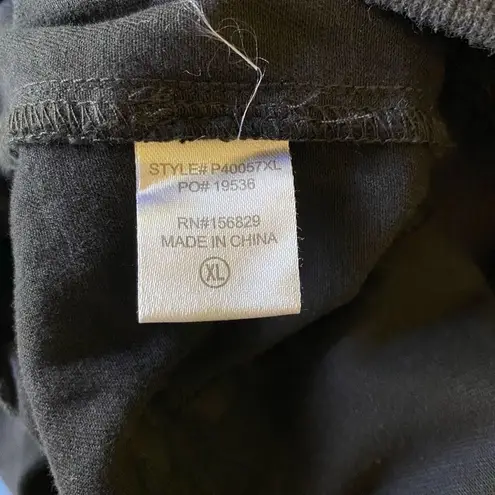 STYLE# P40057XL
PO# 19536
RN#156829
MADE IN CHINA
XL